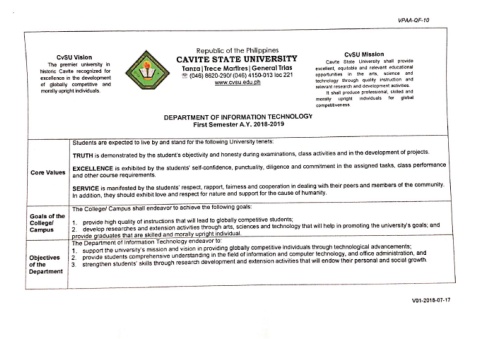 VPAA-QF-10
Republic of the Philippines
CAVITE STATE UNIVERSITY
Tanza | Trece Martires | General Trias
(046) 8620-290/ (046) 4150-013 loc 221
www.cvsu.edu.ph
CvSU Vision
The premier university in
historic Cavite recognized for
excellence in the development
of globally competitive and
morally upright individuals.
CvSU Mission
Cavite State University shall provide
excellent, equitable and relevant educational
opportunities in the arts, science and
technology through quality instruction and
relevant research and development activities.
It shall produce professional, skilled and
morally upright individuals for global
competitiveness.
DEPARTMENT OF INFORMATION TECHNOLOGY
First Semester A.Y. 2018-2019
Core Values
Students are expected to live by and stand for the following University tenets:
TRUTH is demonstrated by the student's objectivity and honesty during examinations, class activities and in the development of projects.
EXCELLENCE is exhibited by the students' self-confidence, punctuality, diligence and commitment in the assigned tasks, class performance
and other course requirements.
SERVICE is manifested by the students' respect, rapport, fairness and cooperation in dealing with their peers and members of the community.
In addition, they should exhibit love and respect for nature and support for the cause of humanity.
Goals of the
College/
Campus
The College/ Campus shall endeavor to achieve the following goals:
1. provide high quality of instructions that will lead to globally competitive students;
2. develop researches and extension activities through arts, sciences and technology that will help in promoting the university's goals; and
provide graduates that are skilled and morally upright individual.
Objectives
of the
Department
The Department of Information Technology endeavor to:
1. support the university's mission and vision in providing globally competitive individuals through technological advancements;
2. provide students comprehensive understanding in the field of information and computer technology, and office administration, and
3. strengthen students' skills through research development and extension activities that will endow their personal and social growth.
V01-2018-07-17